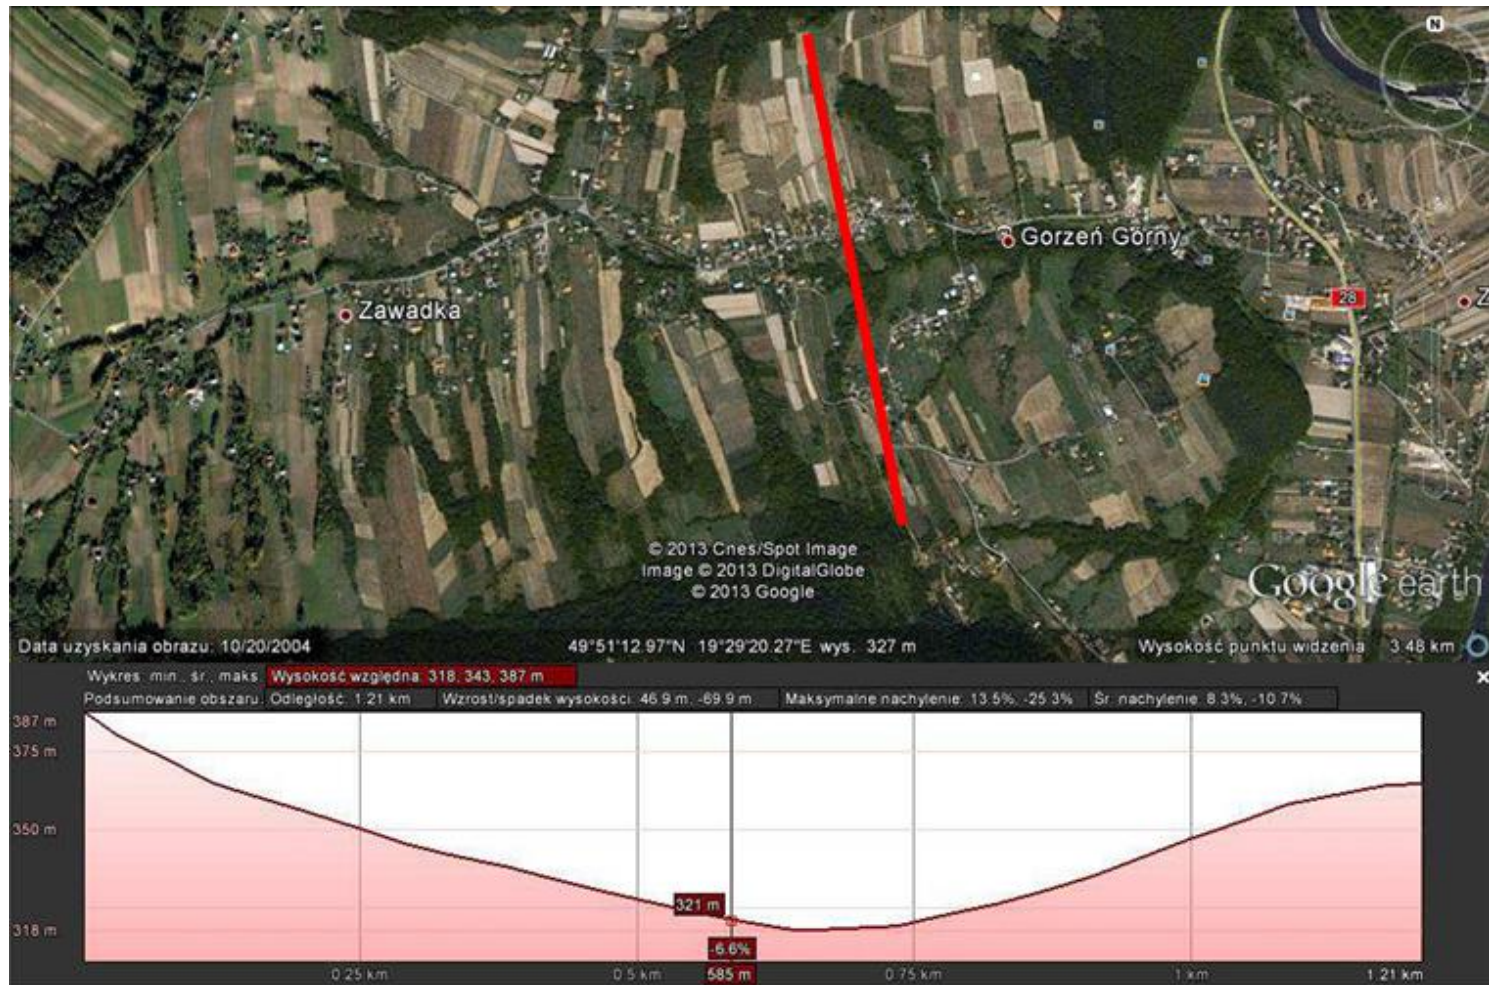 N
Gorzeń Górny
28
Z
Zawadka
© 2013 Cnes/Spot Image
Image © 2013 DigitalGlobe
© 2013 Google
Google earth
Data uzyskania obrazu: 10/20/2004
49°51'12.97"N 19°29'20.27"E wys. 327 m
Wysokość punktu widzenia 3.48 km
Wykres min., śr., maks. Wysokość względna: 318, 343, 387 m
Podsumowanie obszaru: Odległość: 1.21 km Wzrost/spadek wysokości: 46.9 m, -69.9 m Maksymalne nachylenie: 13.5%, -25.3% Śr. nachylenie: 8.3%, -10.7%
387 m
375 m
350 m
321 m
318 m
-6.6%
0.25 km 0.5 km 585 m 0.75 km 1 km 1.21 km